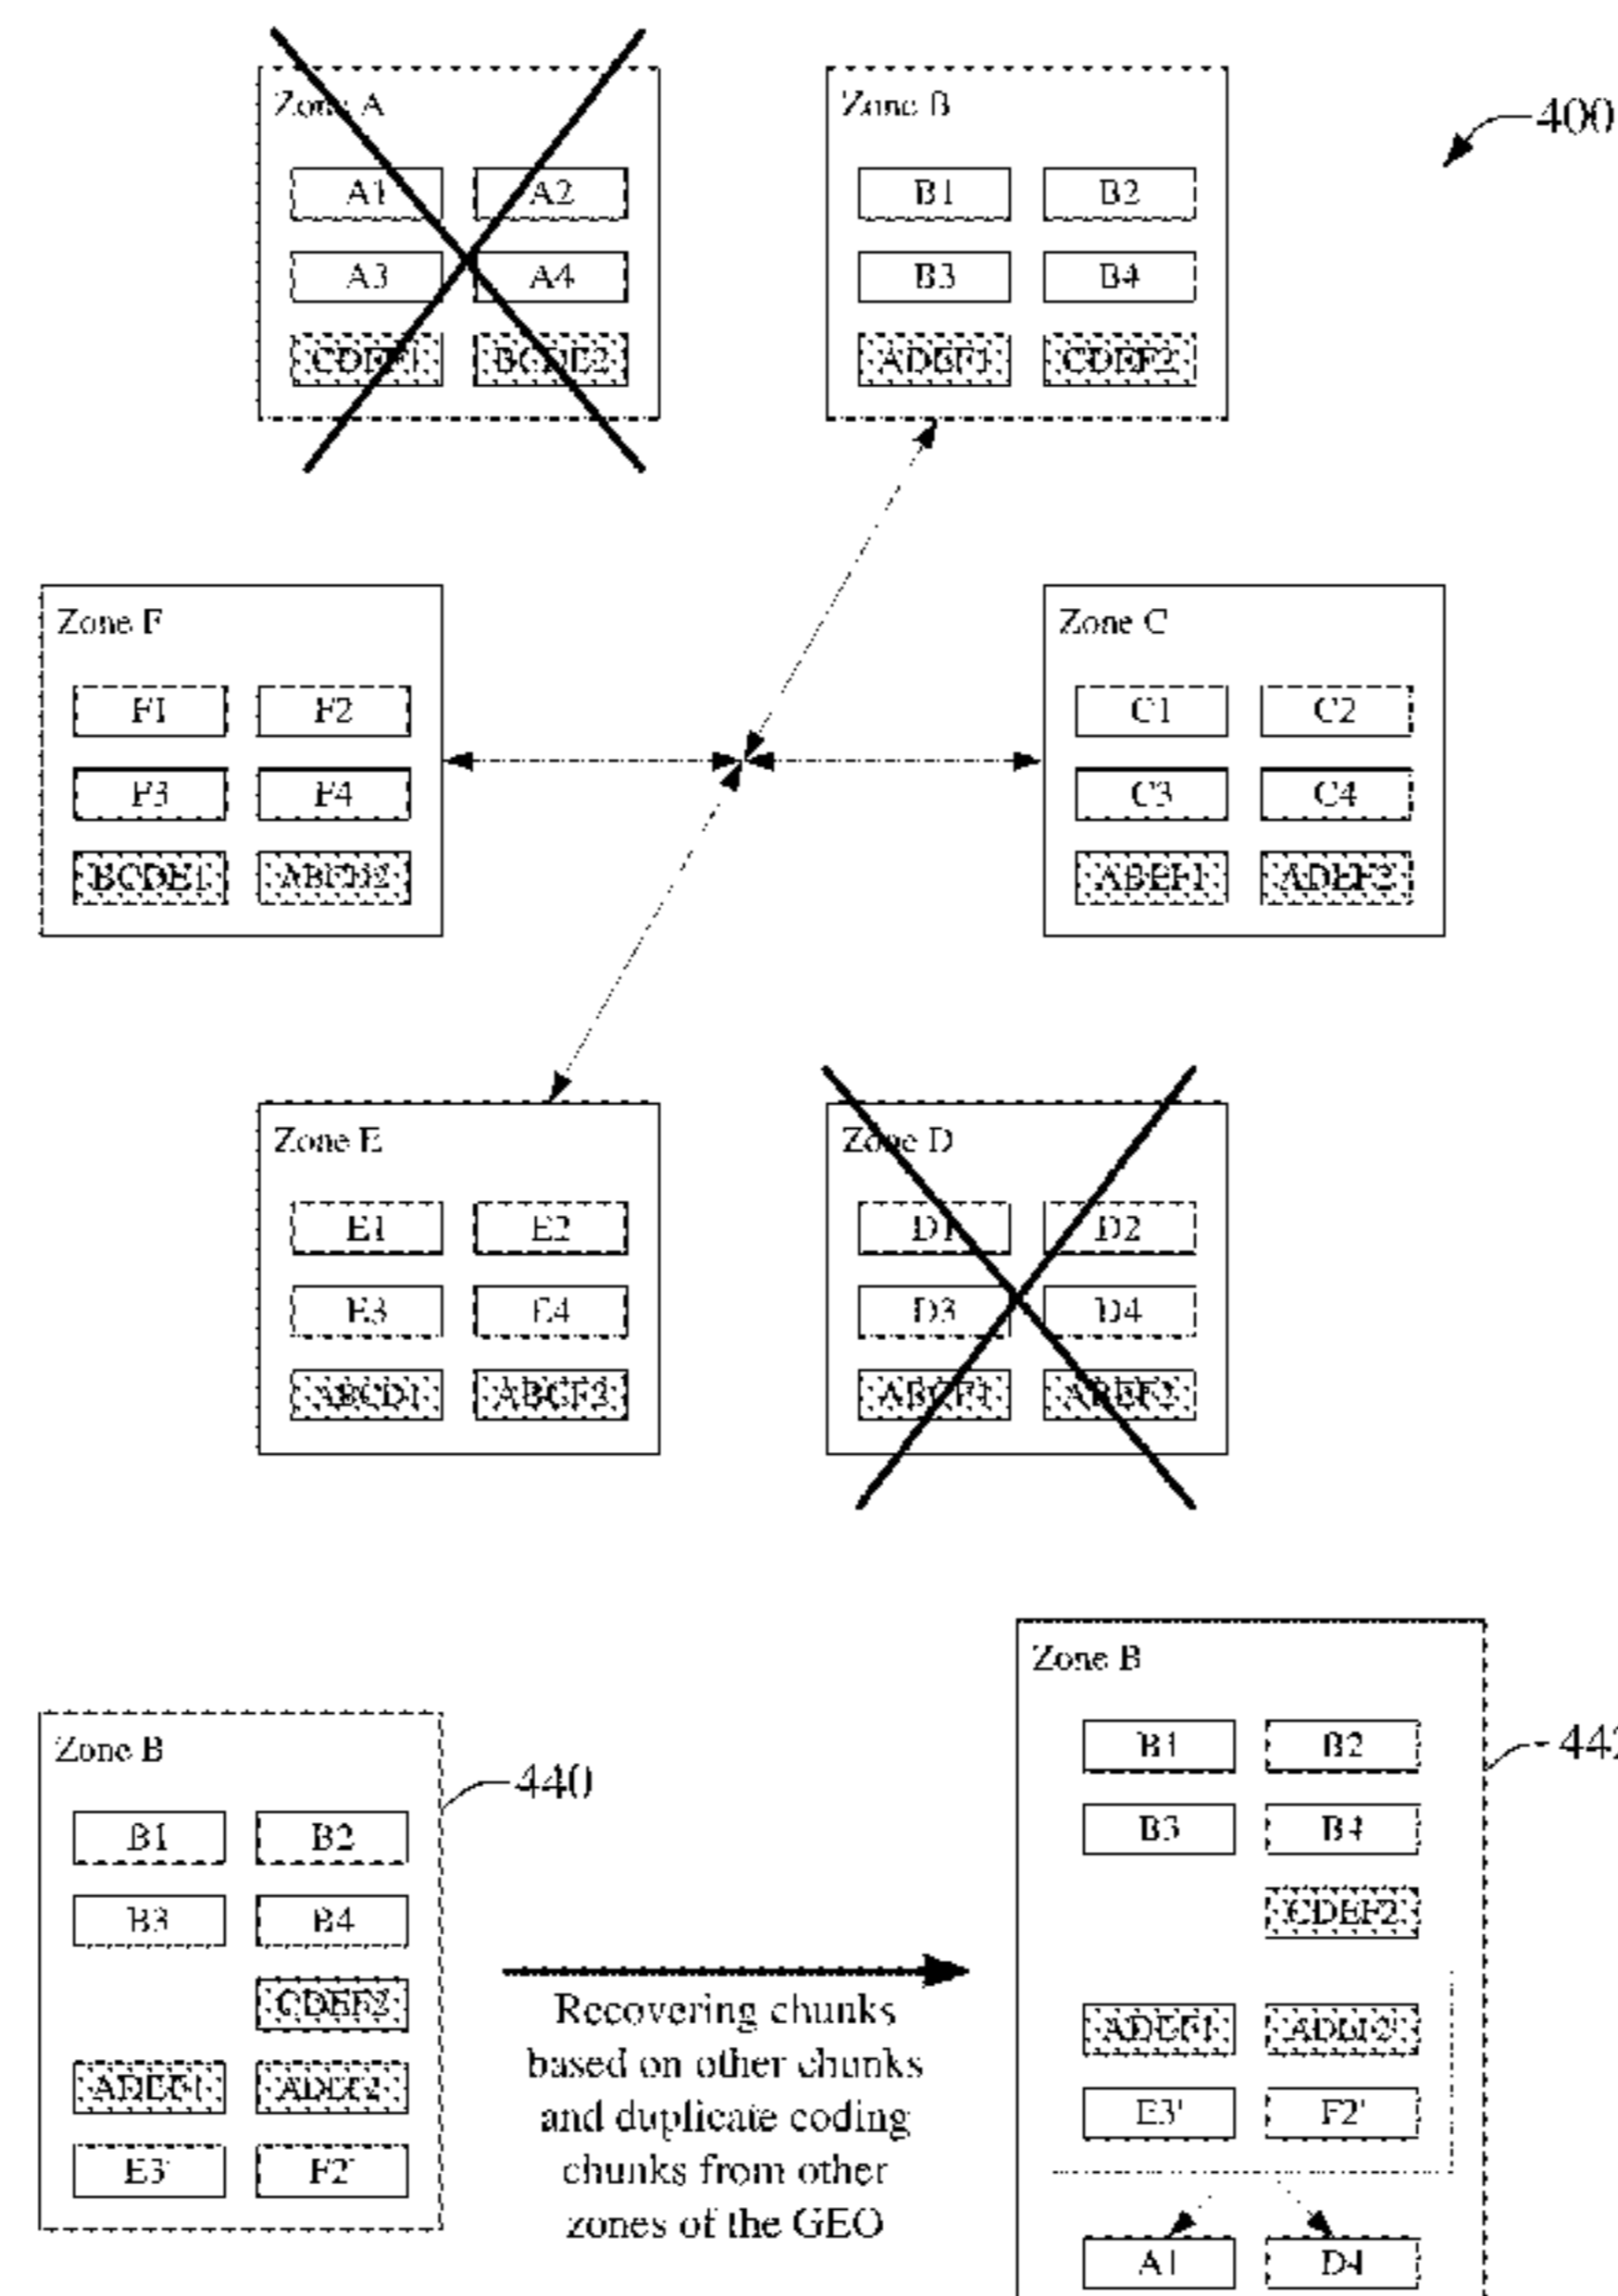 Zone A
Zone B
400
A1 A2
B1 B2
A3 A4
B3 B4
CDEF1 BCDE2
ADEF1 CDEF2
Zone F
Zone C
F1 F2
C1 C2
F3 F4
C3 C4
BCDE1 ABCD2
ABEF1 ADEF2
Zone E
Zone D
E1 E2
D1 D2
E3 E4
D3 D4
ABCD1 ABCF2
ABCF1 ABEF2
Zone B
440
B1 B2
B3 B4
CDEF2
ADEF1 ADEF2
E3' F2'
Recovering chunks
based on other chunks
and duplicate coding
chunks from other
zones of the GEO
Zone B
B1 B2
B3 B4
CDEF2
ADEF1 ADEF2
E3' F2'
A1 D4